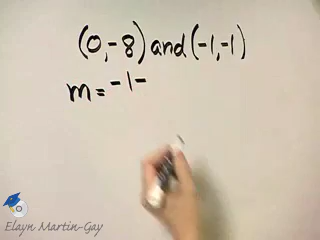 (0,-8) and (-1,-1)
m = -1-
Elayn Martin-Gay